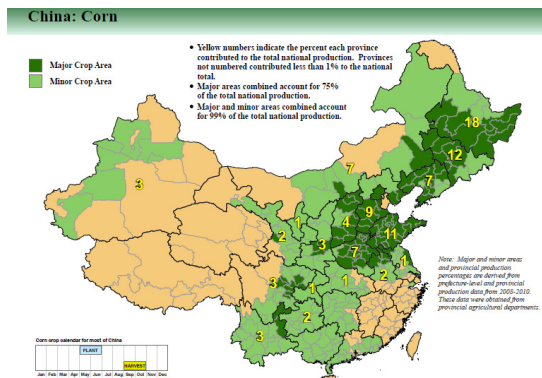 China: Corn
• Yellow numbers indicate the percent each province
contributed to the total national production. Provinces
not numbered contributed less than 1% to the national
total.
• Major areas combined account for 75%
of the total national production.
• Major and minor areas combined account
for 99% of the total national production.
Major Crop Area
Minor Crop Area
18
12
7
7
3
9
4
1
2
11
3
7
1
3
1
1
2
2
3
Note: Major and minor areas
and provincial production
percentages are derived from
prefecture-level and provincial
production data from 2008-2010.
These data were obtained from
provincial agricultural departments.
Corn crop calendar for most of China
PLANT
HARVEST
Jan Feb Mar Apr May Jun Jul Aug Sep Oct Nov Dec